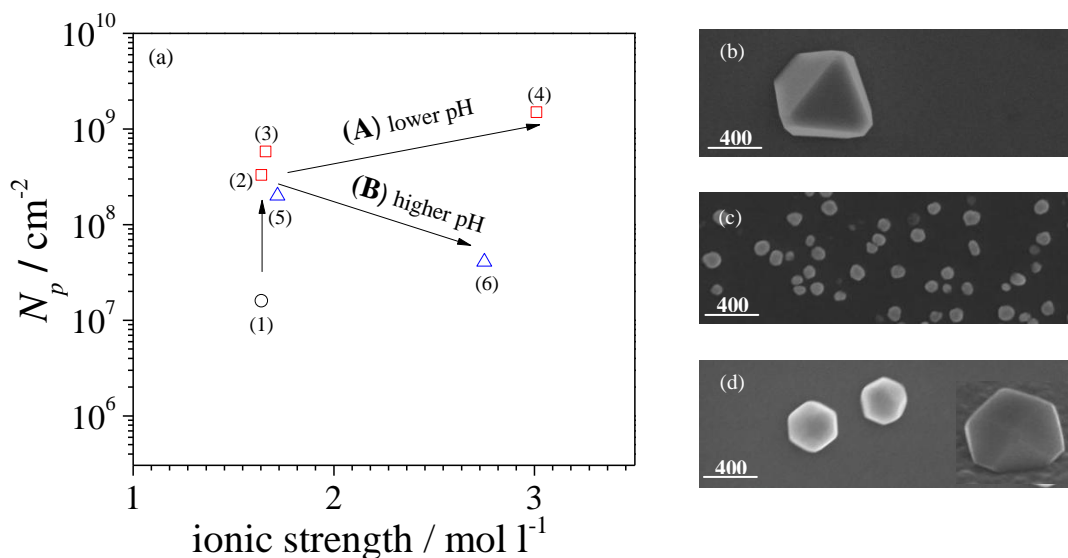 (a)
10^10
10^9
10^8
10^7
10^6
N_p / cm^-2
(1)
(2)
(3)
(4)
(5)
(6)
(A) lower pH
(B) higher pH
1
2
3
ionic strength / mol l^-1
(b)
400
(c)
400
(d)
400